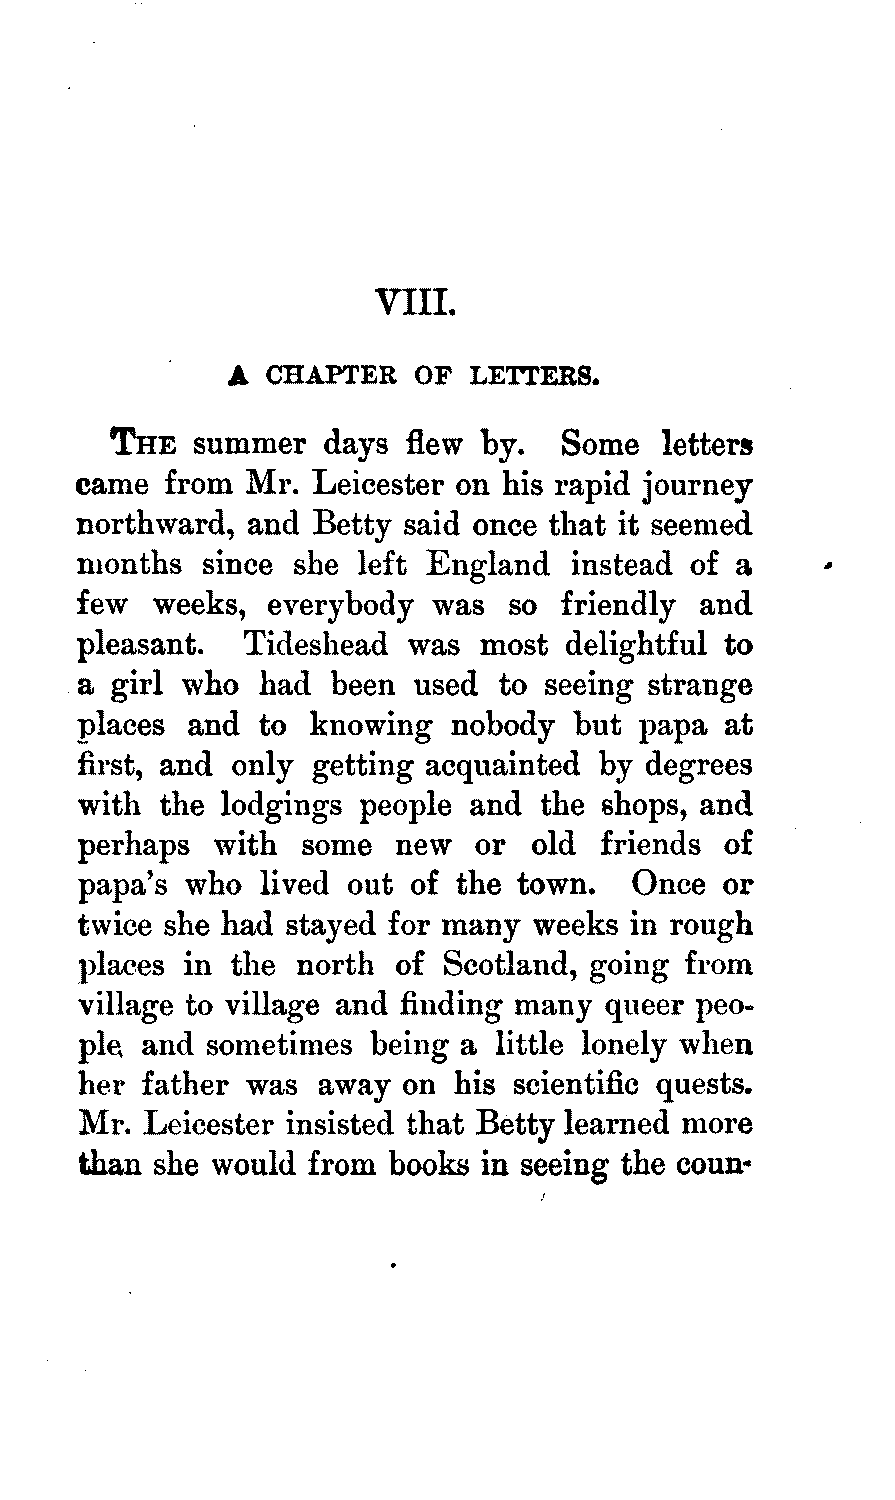 VIII.
A CHAPTER OF LETTERS.
THE summer days flew by. Some letters
came from Mr. Leicester on his rapid journey
northward, and Betty said once that it seemed
months since she left England instead of a
few weeks, everybody was so friendly and
pleasant. Tideshead was most delightful to
a girl who had been used to seeing strange
places and to knowing nobody but papa at
first, and only getting acquainted by degrees
with the lodgings people and the shops, and
perhaps with some new or old friends of
papa's who lived out of the town. Once or
twice she had stayed for many weeks in rough
places in the north of Scotland, going from
village to village and finding many queer peo-
ple and sometimes being a little lonely when
her father was away on his scientific quests.
Mr. Leicester insisted that Betty learned more
than she would from books in seeing the coun-